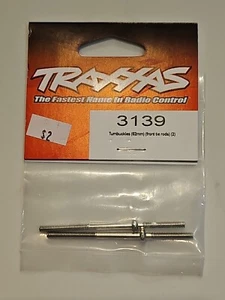 TRAXXAS
The Fastest Name In Radio Control
$2
3139
Turnbuckles (62mm) (front tie rods) (2)